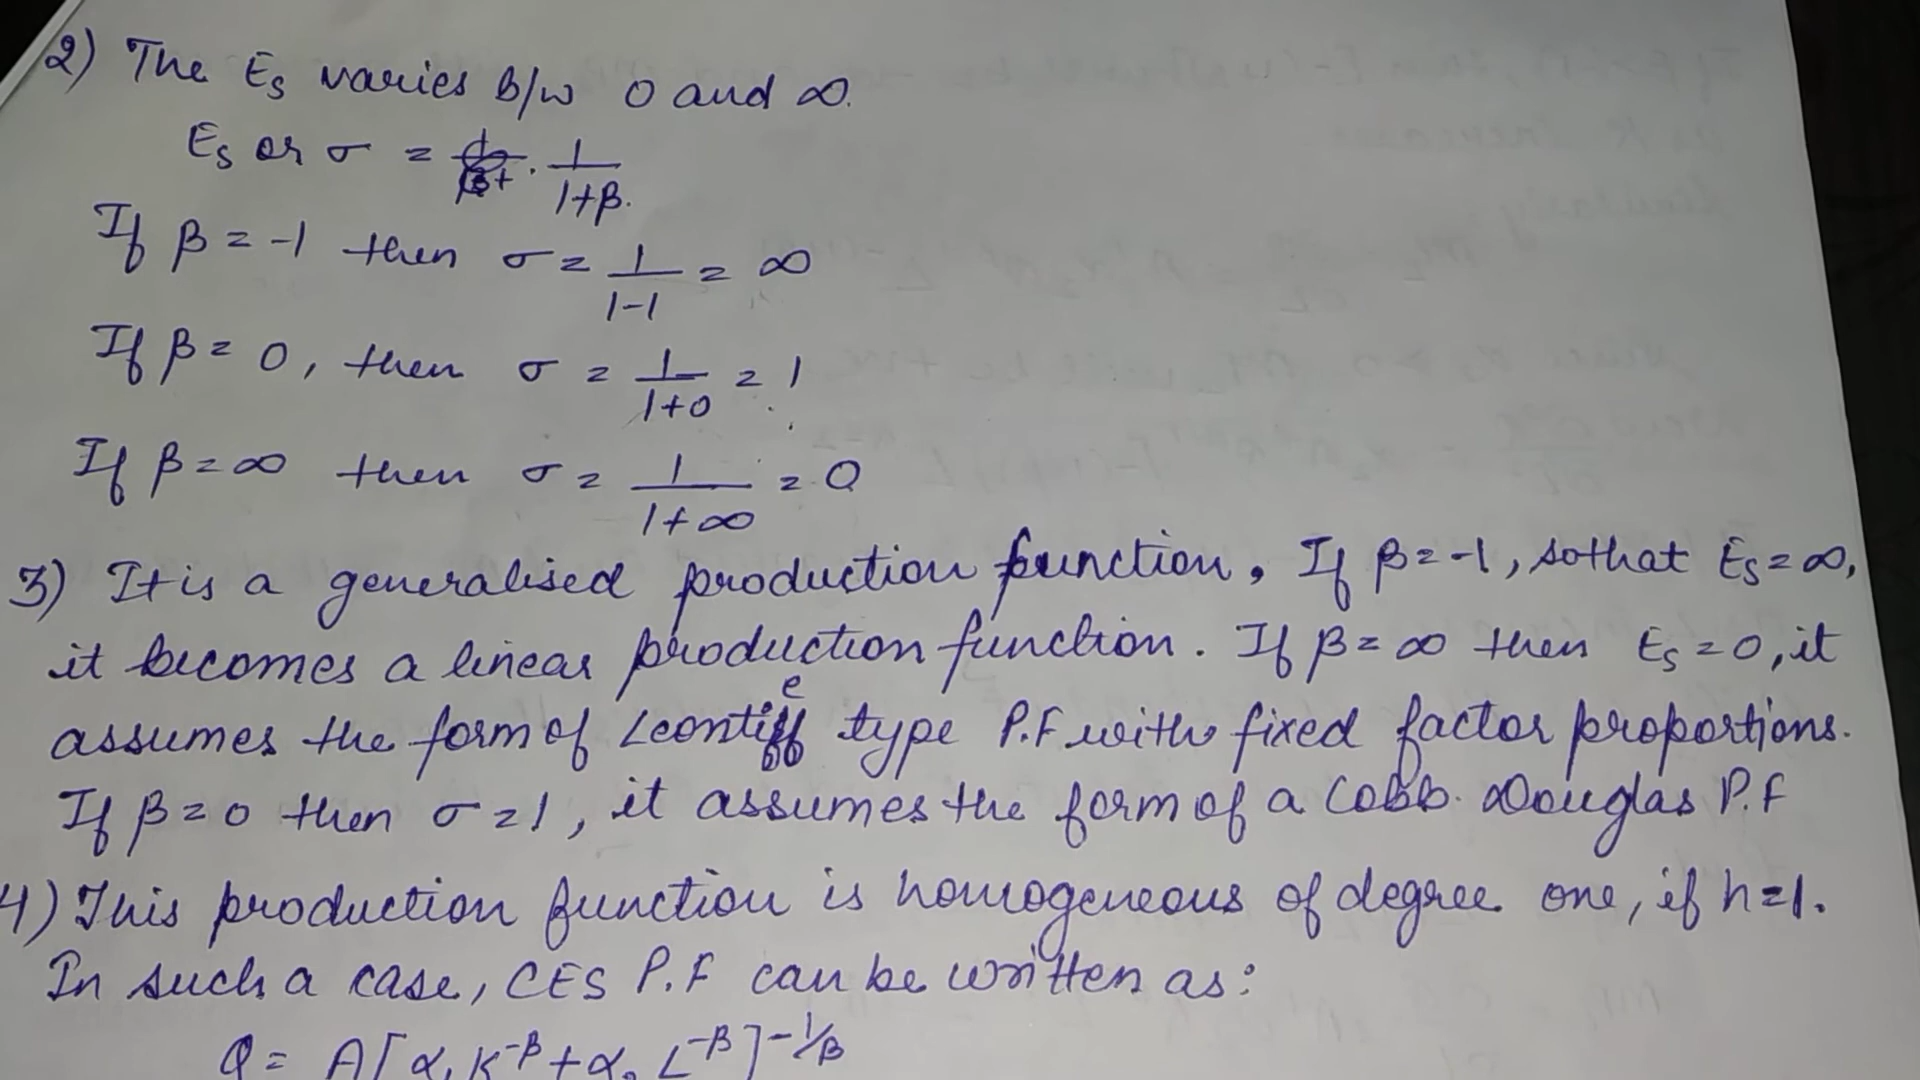 2) The Es varies b/w 0 and ∞.
Es or σ = 1/1+β.
If β = -1 then σ = 1/1-1 = ∞
If β = 0, then σ = 1/1+0 = 1
If β = ∞ then σ = 1/1+∞ = 0
3) It is a generalised production function. If β = -1, so that Es = ∞,
it becomes a linear production function. If β = ∞ then Es = 0, it
assumes the form of Leontieff type P.F with fixed factor proportions.
If β = 0 then σ = 1, it assumes the form of a Cobb. Douglas P.F
4) This production function is homogeneous of degree one, if h = 1.
In such a case, CES P.F can be written as:
Q = A[α₁K^-β + α₂L^-β]^-1/β